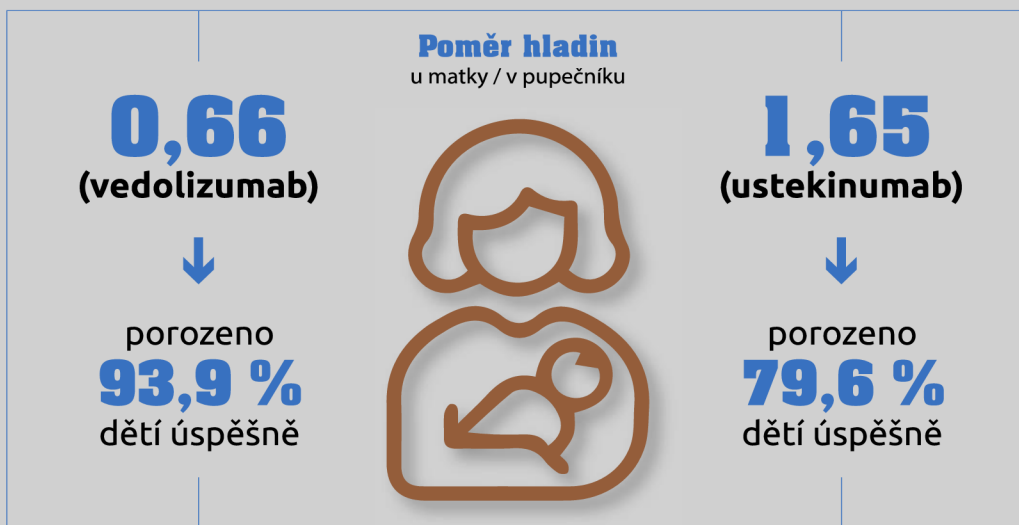 Poměr hladin
u matky / v pupečníku
0,66
(vedolizumab)
porozeno
93,9 %
dětí úspěšně
1,65
(ustekinumab)
porozeno
79,6 %
dětí úspěšně